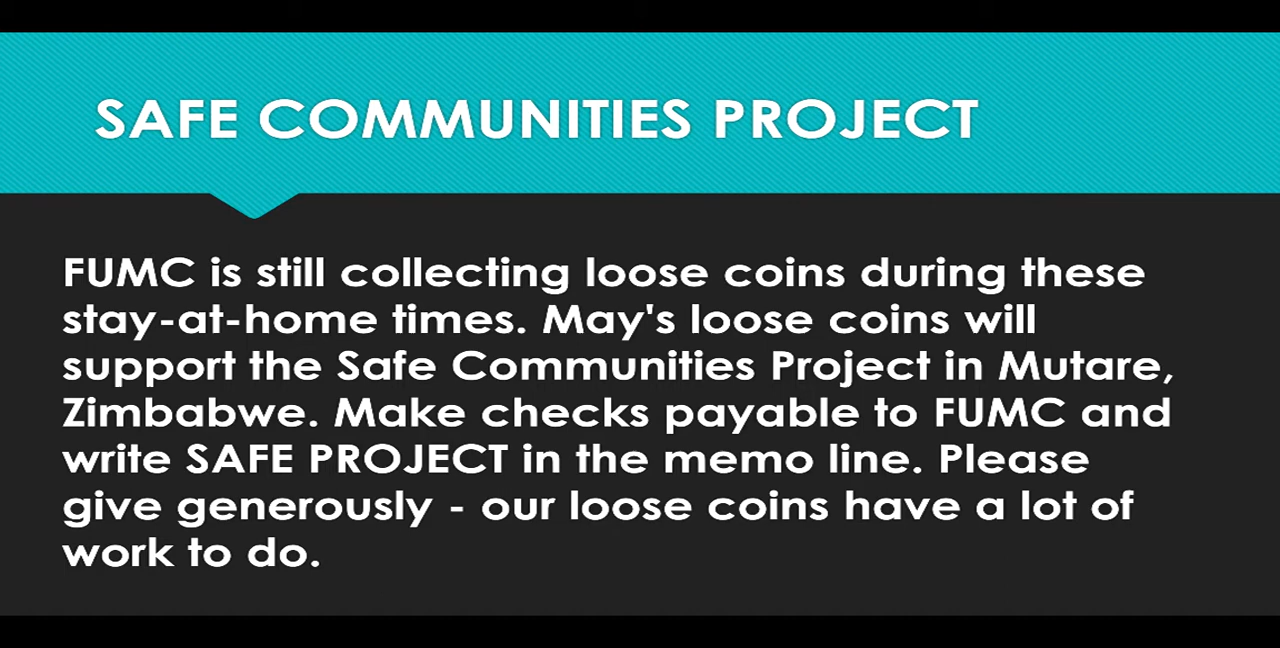 SAFE COMMUNITIES PROJECT
FUMC is still collecting loose coins during these
stay-at-home times. May's loose coins will
support the Safe Communities Project in Mutare,
Zimbabwe. Make checks payable to FUMC and
write SAFE PROJECT in the memo line. Please
give generously - our loose coins have a lot of
work to do.